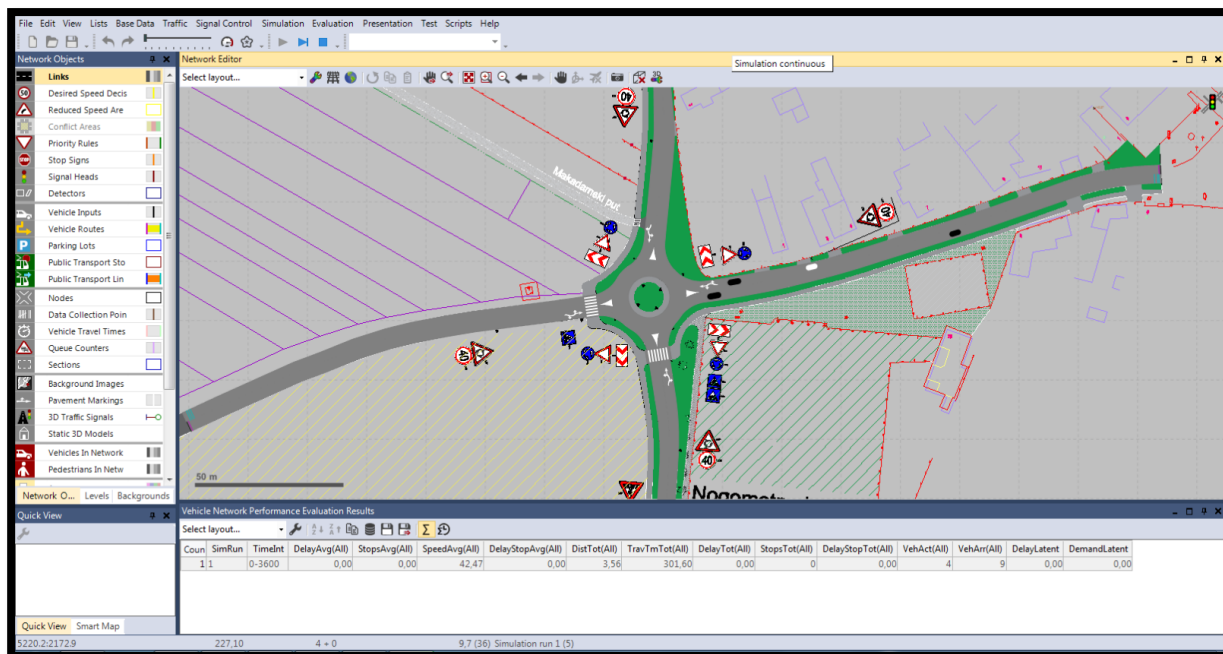 File Edit View Lists Base Data Traffic Signal Control Simulation Evaluation Presentation Test Scripts Help
Network Objects
Network Editor
Simulation continuous
Select layout...
Links
Desired Speed Decis
Reduced Speed Are
Conflict Areas
Priority Rules
Stop Signs
Signal Heads
Detectors
Vehicle Inputs
Vehicle Routes
Parking Lots
Public Transport Sto
Public Transport Lin
Nodes
Data Collection Poin
Vehicle Travel Times
Queue Counters
Sections
Background Images
Pavement Markings
3D Traffic Signals
Static 3D Models
Vehicles In Network
Pedestrians In Netw
Network O... Levels Backgrounds
40
Makadamski put
40
40
40
50 m
Quick View
Quick View Smart Map
Vehicle Network Performance Evaluation Results
Select layout...
Coun SimRun TimeInt DelayAvg(All) StopsAvg(All) SpeedAvg(All) DelayStopAvg(All) DistTot(All) TravTmTot(All) DelayTot(All) StopsTot(All) DelayStopTot(All) VehAct(All) VehArr(All) DelayLatent DemandLatent
1 1 0-3600 0,00 0,00 42,47 0,00 3,56 301,60 0,00 0 0,00 4 9 0,00 0,00
5220.2:2172.9 227,10 4 + 0 9,7 (36) Simulation run 1 (5)